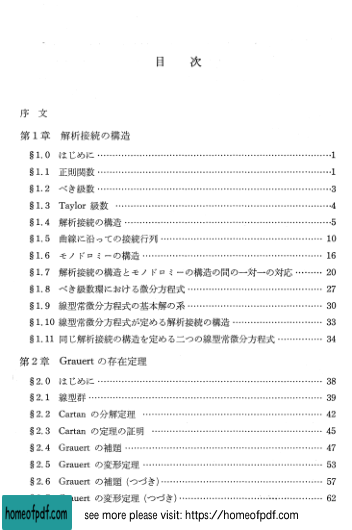 目 次
序 文
第1章 解析接続の構造
§1.0 はじめに ……………1
§1.1 正則関数 ……………1
§1.2 べき級数 ……………3
§1.3 Taylor 級数 ……………4
§1.4 解析接続の構造 ……………5
§1.5 曲線に沿っての接続行列 …………… 10
§1.6 モノドロミーの構造 …………… 16
§1.7 解析接続の構造とモノドロミーの構造の間の一対一の対応 ……… 20
§1.8 べき級数環における微分方程式 …………… 27
§1.9 線型常微分方程式の基本解の系 …………… 30
§1.10 線型常微分方程式が定める解析接続の構造 …………… 33
§1.11 同じ解析接続の構造を定める二つの線型常微分方程式 ………… 34
第2章 Grauert の存在定理
§2.0 はじめに …………… 38
§2.1 線型群 …………… 39
§2.2 Cartan の分解定理 …………… 42
§2.3 Cartan の定理の証明 …………… 45
§2.4 Grauert の補題 …………… 47
§2.5 Grauert の変形定理 …………… 53
§2.6 Grauert の補題 (つづき) …………… 57
uert の変形定理 (つづき) …………… 62
homeofpdf.com see more please visit: https://homeofpdf.com